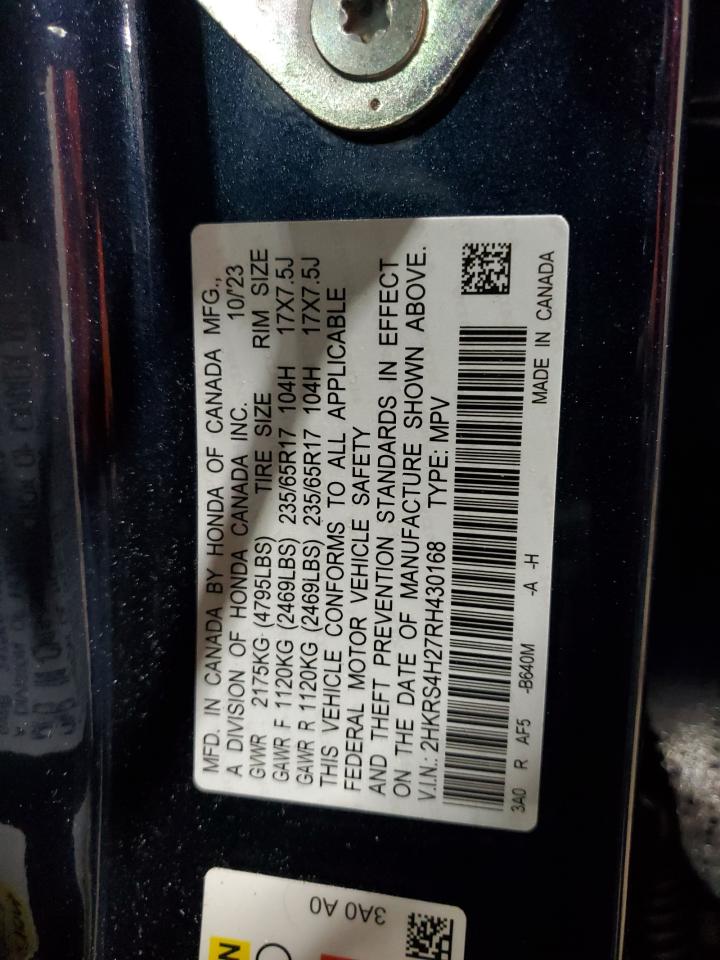 MFD. IN CANADA BY HONDA OF CANADA MFG.,
A DIVISION OF HONDA CANADA INC. 10/23
GVWR 2175KG (4795LBS) TIRE SIZE RIM SIZE
GAWR F 1120KG (2469LBS) 235/65R17 104H 17X7.5J
GAWR R 1120KG (2469LBS) 235/65R17 104H 17X7.5J
THIS VEHICLE CONFORMS TO ALL APPLICABLE
FEDERAL MOTOR VEHICLE SAFETY
AND THEFT PREVENTION STANDARDS IN EFFECT
ON THE DATE OF MANUFACTURE SHOWN ABOVE.
V.I.N.: 2HKRS4H27RH430168 TYPE: MPV
3A0 R AF5 -B640M -A -H MADE IN CANADA
3A0 A0